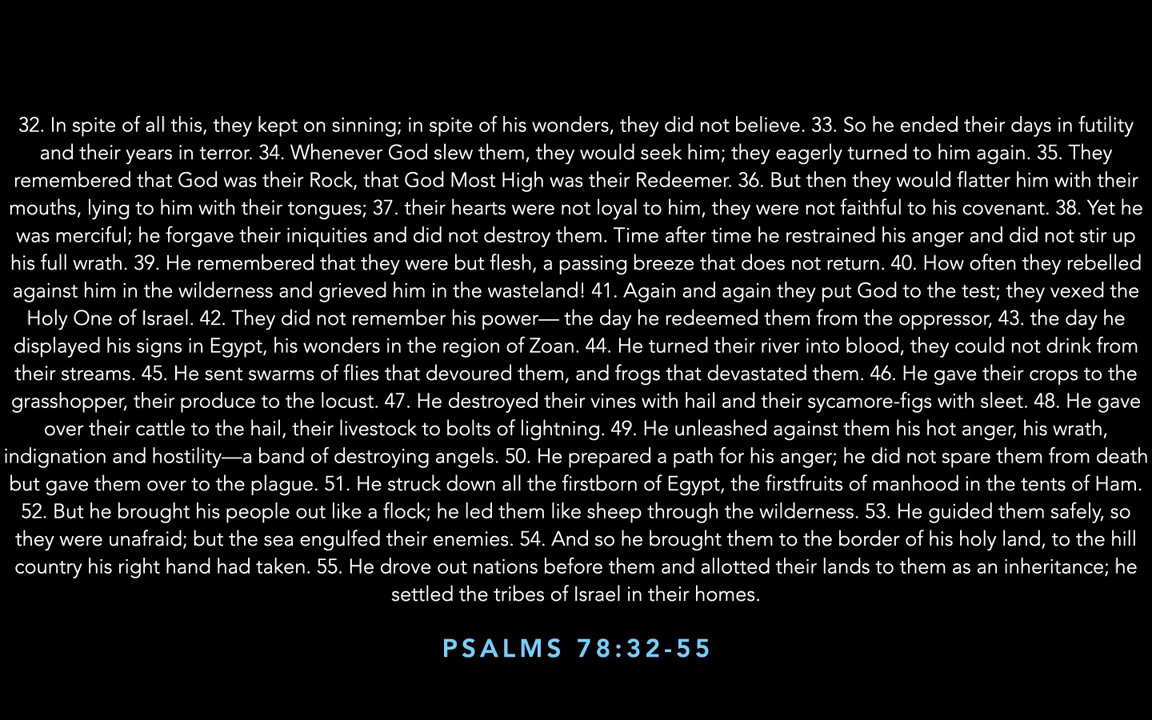 32. In spite of all this, they kept on sinning; in spite of his wonders, they did not believe. 33. So he ended their days in futility
and their years in terror. 34. Whenever God slew them, they would seek him; they eagerly turned to him again. 35. They
remembered that God was their Rock, that God Most High was their Redeemer. 36. But then they would flatter him with their
mouths, lying to him with their tongues; 37. their hearts were not loyal to him, they were not faithful to his covenant. 38. Yet he
was merciful; he forgave their iniquities and did not destroy them. Time after time he restrained his anger and did not stir up
his full wrath. 39. He remembered that they were but flesh, a passing breeze that does not return. 40. How often they rebelled
against him in the wilderness and grieved him in the wasteland! 41. Again and again they put God to the test; they vexed the
Holy One of Israel. 42. They did not remember his power— the day he redeemed them from the oppressor, 43. the day he
displayed his signs in Egypt, his wonders in the region of Zoan. 44. He turned their river into blood, they could not drink from
their streams. 45. He sent swarms of flies that devoured them, and frogs that devastated them. 46. He gave their crops to the
grasshopper, their produce to the locust. 47. He destroyed their vines with hail and their sycamore-figs with sleet. 48. He gave
over their cattle to the hail, their livestock to bolts of lightning. 49. He unleashed against them his hot anger, his wrath,
indignation and hostility—a band of destroying angels. 50. He prepared a path for his anger; he did not spare them from death
but gave them over to the plague. 51. He struck down all the firstborn of Egypt, the firstfruits of manhood in the tents of Ham.
52. But he brought his people out like a flock; he led them like sheep through the wilderness. 53. He guided them safely, so
they were unafraid; but the sea engulfed their enemies. 54. And so he brought them to the border of his holy land, to the hill
country his right hand had taken. 55. He drove out nations before them and allotted their lands to them as an inheritance; he
settled the tribes of Israel in their homes.
PSALMS 78:32-55